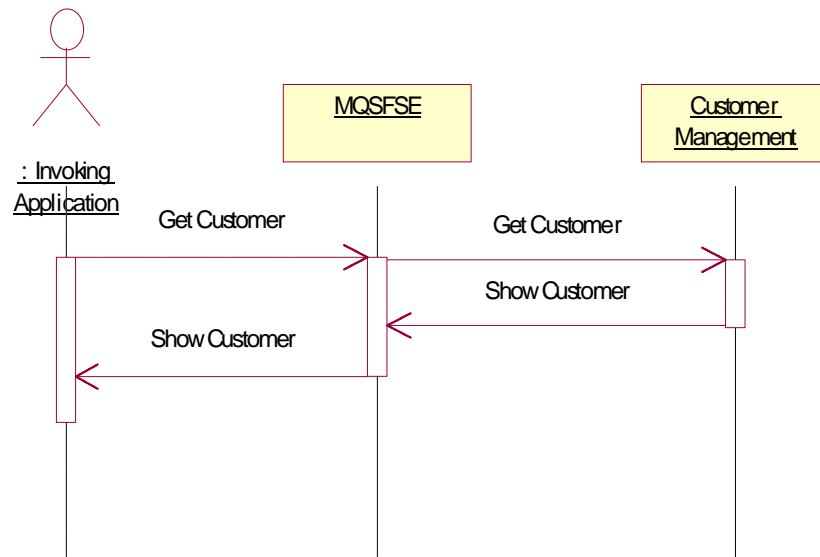 MQSFSE
Customer
Management
: Invoking
Application
Get Customer
Get Customer
Show Customer
Show Customer